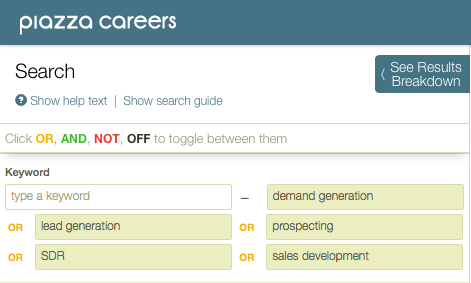 piazza careers
Search
See Results
Breakdown
? Show help text | Show search guide
Click OR, AND, NOT, OFF to toggle between them
Keyword
type a keyword – demand generation
OR lead generation OR prospecting
OR SDR OR sales development